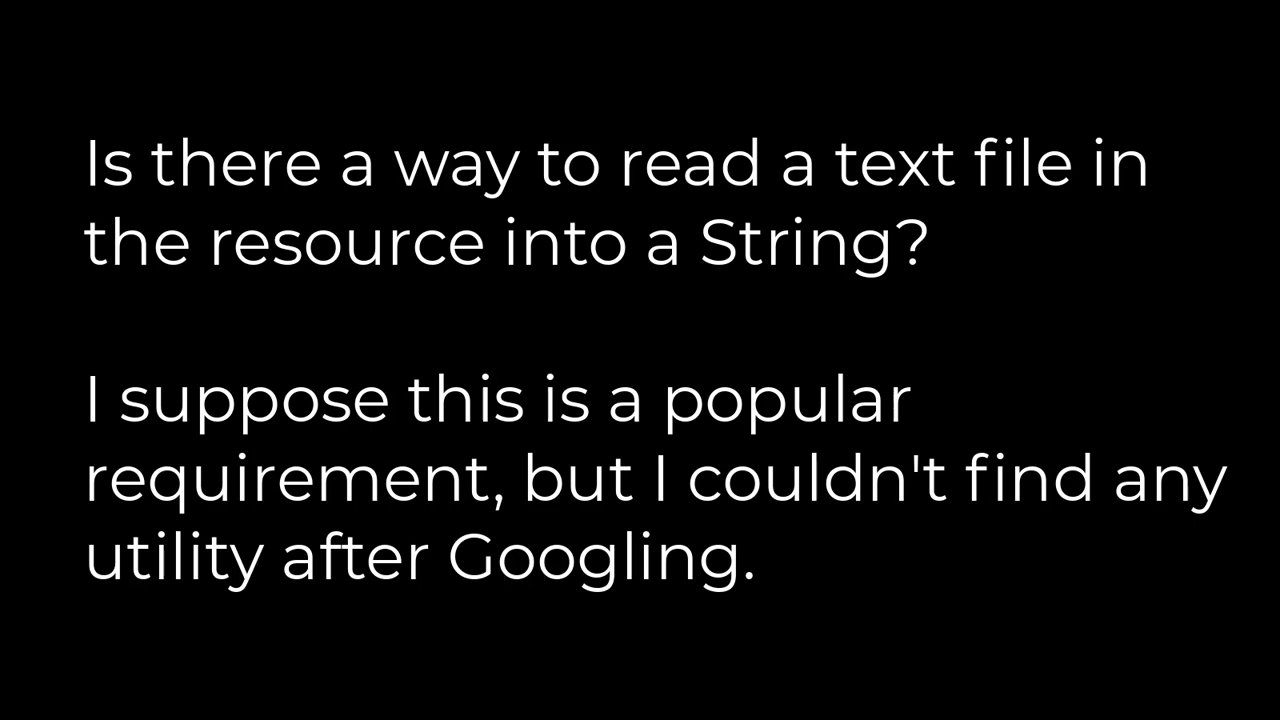 Is there a way to read a text file in
the resource into a String?
I suppose this is a popular
requirement, but I couldn't find any
utility after Googling.